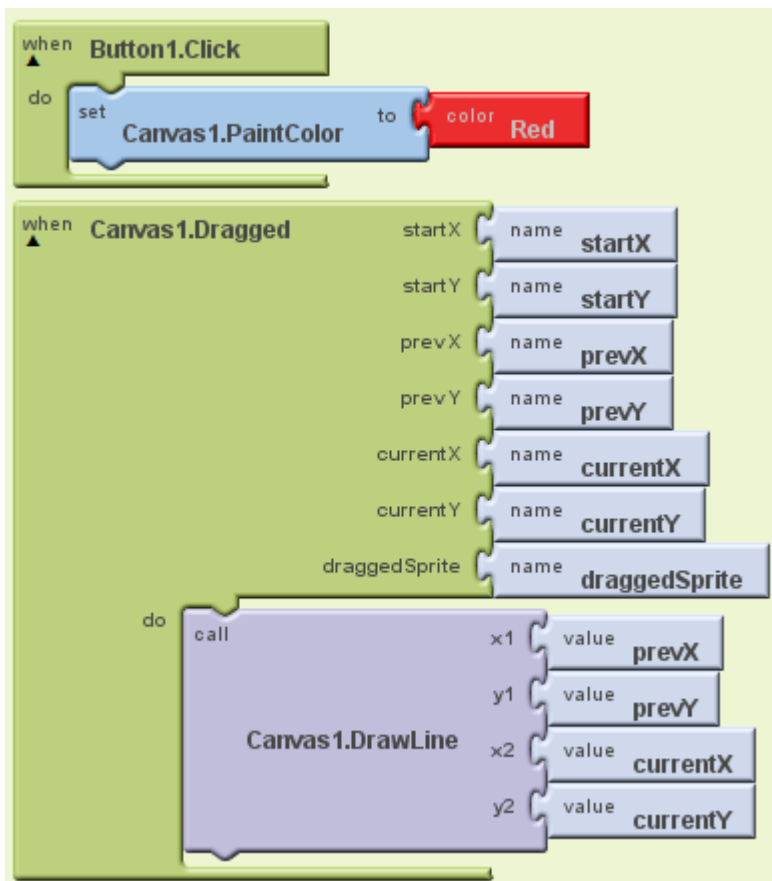 when Button1.Click
do set Canvas1.PaintColor to color Red
when Canvas1.Dragged startX name startX
startY name startY
prevX name prevX
prevY name prevY
currentX name currentX
currentY name currentY
draggedSprite name draggedSprite
do call Canvas1.DrawLine x1 value prevX
y1 value prevY
x2 value currentX
y2 value currentY